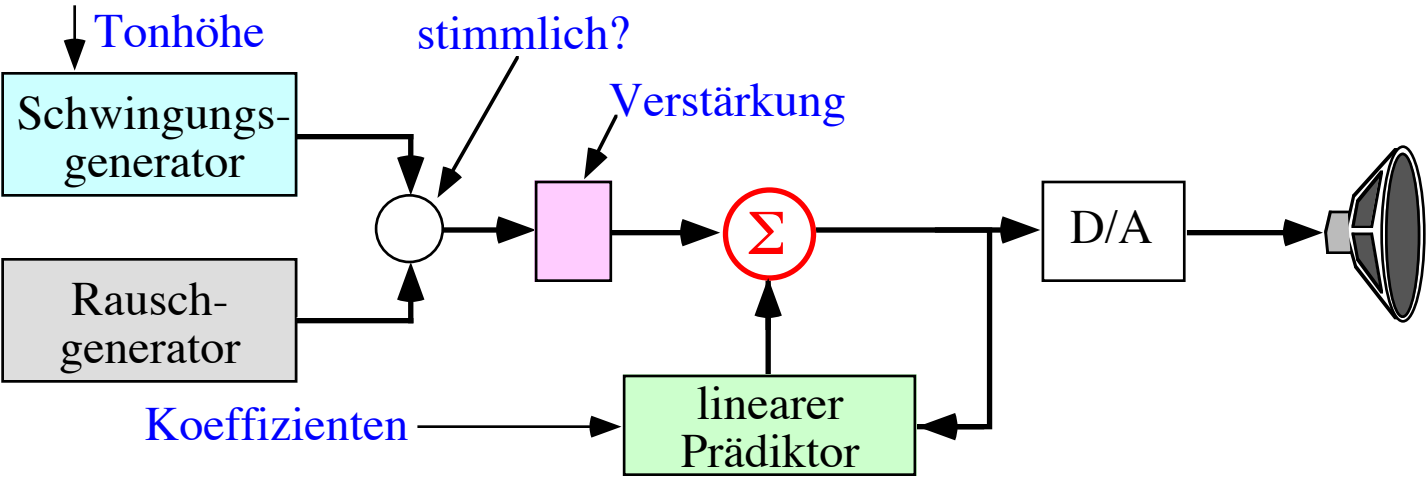 Tonhöhe
stimmlich?
Schwingungs-
generator
Verstärkung
Σ
D/A
Rausch-
generator
Koeffizienten
linearer
Prädiktor